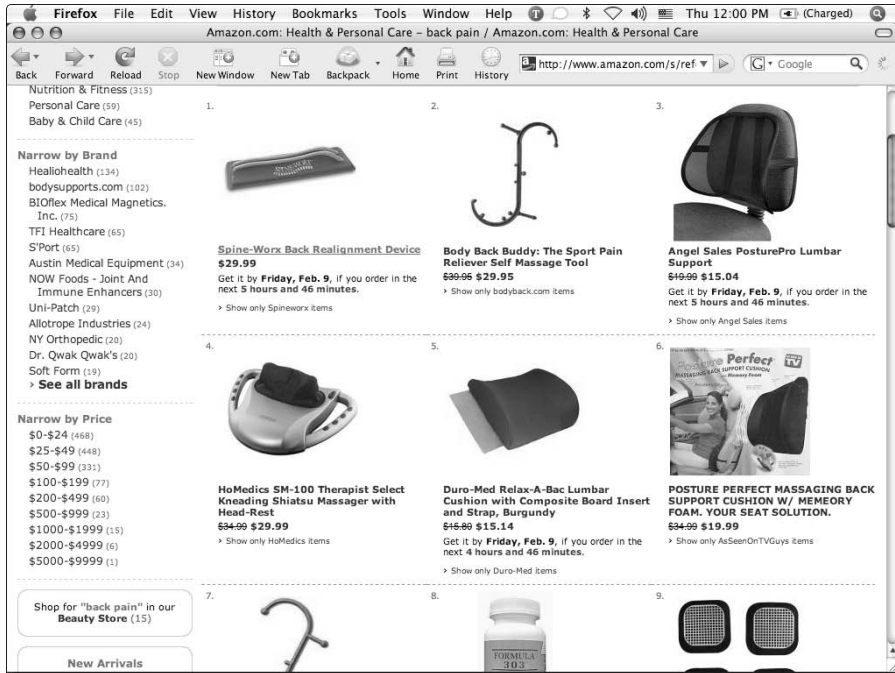 Firefox File Edit View History Bookmarks Tools Window Help Thu 12:00 PM (Charged)
Amazon.com: Health & Personal Care – back pain / Amazon.com: Health & Personal Care
Back Forward Reload Stop New Window New Tab Backpack Home Print History http://www.amazon.com/s/ref Google
Nutrition & Fitness (315)
Personal Care (59)
Baby & Child Care (45)
Narrow by Brand
Healiohealth (134)
bodysupports.com (102)
BIOflex Medical Magnetics.
Inc. (75)
TFI Healthcare (65)
S'Port (65)
Austin Medical Equipment (34)
NOW Foods - Joint And
Immune Enhancers (30)
Uni-Patch (29)
Allotrope Industries (24)
NY Orthopedic (20)
Dr. Qwak Qwak's (20)
Soft Form (19)
› See all brands
Narrow by Price
$0-$24 (468)
$25-$49 (448)
$50-$99 (331)
$100-$199 (77)
$200-$499 (60)
$500-$999 (23)
$1000-$1999 (15)
$2000-$4999 (6)
$5000-$9999 (1)
Shop for "back pain" in our
Beauty Store (15)
New Arrivals
1.
Spine-Worx Back Realignment Device
$29.99
Get it by Friday, Feb. 9, if you order in the
next 5 hours and 46 minutes.
› Show only Spineworx items
2.
Body Back Buddy: The Sport Pain
Reliever Self Massage Tool
$39.95 $29.95
› Show only bodyback.com items
3.
Angel Sales PosturePro Lumbar
Support
$19.99 $15.04
Get it by Friday, Feb. 9, if you order in the
next 5 hours and 46 minutes.
› Show only Angel Sales items
4.
HoMedics SM-100 Therapist Select
Kneading Shiatsu Massager with
Head-Rest
$34.99 $29.99
› Show only HoMedics items
5.
Duro-Med Relax-A-Bac Lumbar
Cushion with Composite Board Insert
and Strap, Burgundy
$15.80 $15.14
Get it by Friday, Feb. 9, if you order in the
next 4 hours and 46 minutes.
› Show only Duro-Med items
6.
Posture Perfect
MASSAGING BACK SUPPORT CUSHION
with Memory Foam
TV
POSTURE PERFECT MASSAGING BACK
SUPPORT CUSHION W/ MEMEORY
FOAM. YOUR SEAT SOLUTION.
$34.99 $19.99
› Show only AsSeenOnTVGuys items
7.
8.
FORMULA
303
9.